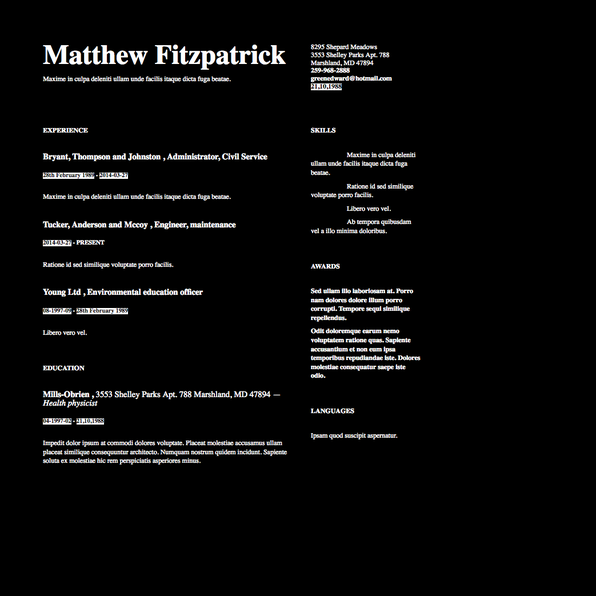 Matthew Fitzpatrick
Maxime in culpa deleniti ullam unde facilis itaque dicta fuga beatae.
8295 Shepard Meadows
3553 Shelley Parks Apt. 788
Marshland, MD 47894
259-968-2888
greenedward@hotmail.com
21.10.1988
EXPERIENCE
Bryant, Thompson and Johnston , Administrator, Civil Service
28th February 1989 - 2014-03-27
Maxime in culpa deleniti ullam unde facilis itaque dicta fuga beatae.
Tucker, Anderson and Mccoy , Engineer, maintenance
2014-03-27 - PRESENT
Ratione id sed similique voluptate porro facilis.
Young Ltd , Environmental education officer
08-1997-09 - 28th February 1989
Libero vero vel.
EDUCATION
Mills-Obrien , 3553 Shelley Parks Apt. 788 Marshland, MD 47894 —
Health physicist
04-1997-02 - 21.10.1988
Impedit dolor ipsum at commodi dolores voluptate. Placeat molestiae accusamus ullam
placeat similique consequuntur architecto. Numquam nostrum quidem incidunt. Sapiente
soluta ex molestiae hic rem perspiciatis asperiores minus.
SKILLS
Maxime in culpa deleniti
ullam unde facilis itaque dicta fuga
beatae.
Ratione id sed similique
voluptate porro facilis.
Libero vero vel.
Ab tempora quibusdam
vel a illo minima doloribus.
AWARDS
Sed ullam illo laboriosam at. Porro
nam dolores dolore illum porro
corrupti. Tempore sequi similique
repellendus.
Odit doloremque earum nemo
voluptatem ratione quas. Sapiente
accusantium et non eum ipsa
temporibus repudiandae iste. Dolores
molestiae consequatur saepe iste
odio.
LANGUAGES
Ipsam quod suscipit aspernatur.